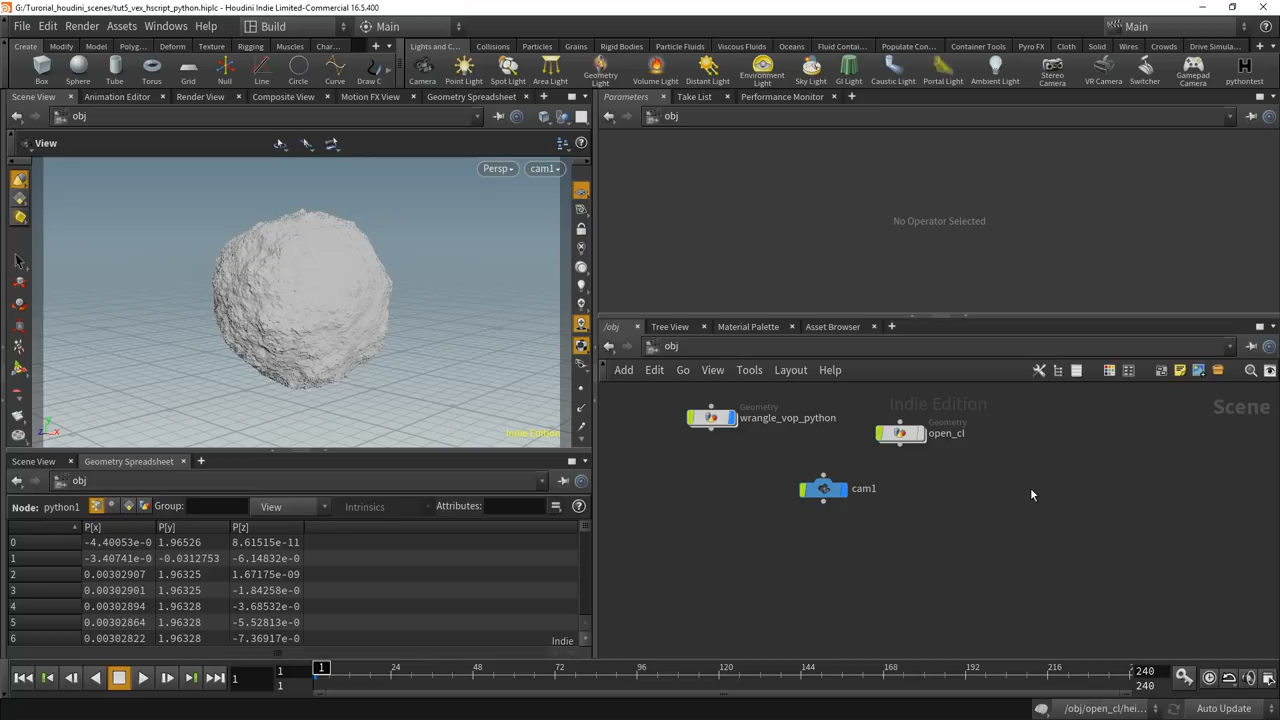 G:/Turorial_houdini_scenes/tut5_vex_hscript_python.hiplc - Houdini Indie Limited-Commercial 16.5.400
File Edit Render Assets Windows Help Build Main Main
Create Modify Model Polyg... Deform Texture Rigging Muscles Char... Lights and C... Collisions Particles Grains Rigid Bodies Particle Fluids Viscous Fluids Oceans Fluid Contai... Populate Con... Container Tools Pyro FX Cloth Solid Wires Crowds Drive Simula...
Box Sphere Tube Torus Grid Null Line Circle Curve Draw C Camera Point Light Spot Light Area Light Geometry Light Volume Light Distant Light Environment Light Sky Light GI Light Caustic Light Portal Light Ambient Light Stereo Camera VR Camera Switcher Gamepad Camera pythontest
Scene View Animation Editor Render View Composite View Motion FX View Geometry Spreadsheet
obj
View
Persp cam1
Indie Edition
Parameters Take List Performance Monitor
obj
No Operator Selected
/obj Tree View Material Palette Asset Browser
obj
Add Edit Go View Tools Layout Help
Indie Edition
Scene
Geometry
wrangle_vop_python
Geometry
open_cl
cam1
Scene View Geometry Spreadsheet
obj
Node: python1 Group: View Intrinsics Attributes:
P[x] P[y] P[z]
0 -4.40053e-0 1.96526 8.61515e-11
1 -3.40741e-0 -0.0312753 -6.14832e-0
2 0.00302907 1.96325 1.67175e-09
3 0.00302901 1.96325 -1.84258e-0
4 0.00302894 1.96328 -3.68532e-0
5 0.00302864 1.96328 -5.52813e-0
6 0.00302822 1.96328 -7.36917e-0
Indie
1 1 1 1 24 48 72 96 120 144 168 192 216 2 240 240
/obj/open_cl/hei... Auto Update